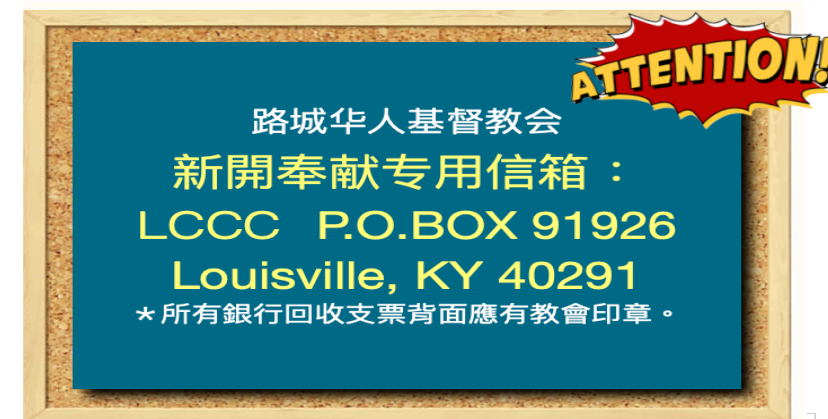 ATTENTION!
路城华人基督教会
新開奉献专用信箱：
LCCC P.O.BOX 91926
Louisville, KY 40291
*所有銀行回收支票背面應有教會印章。